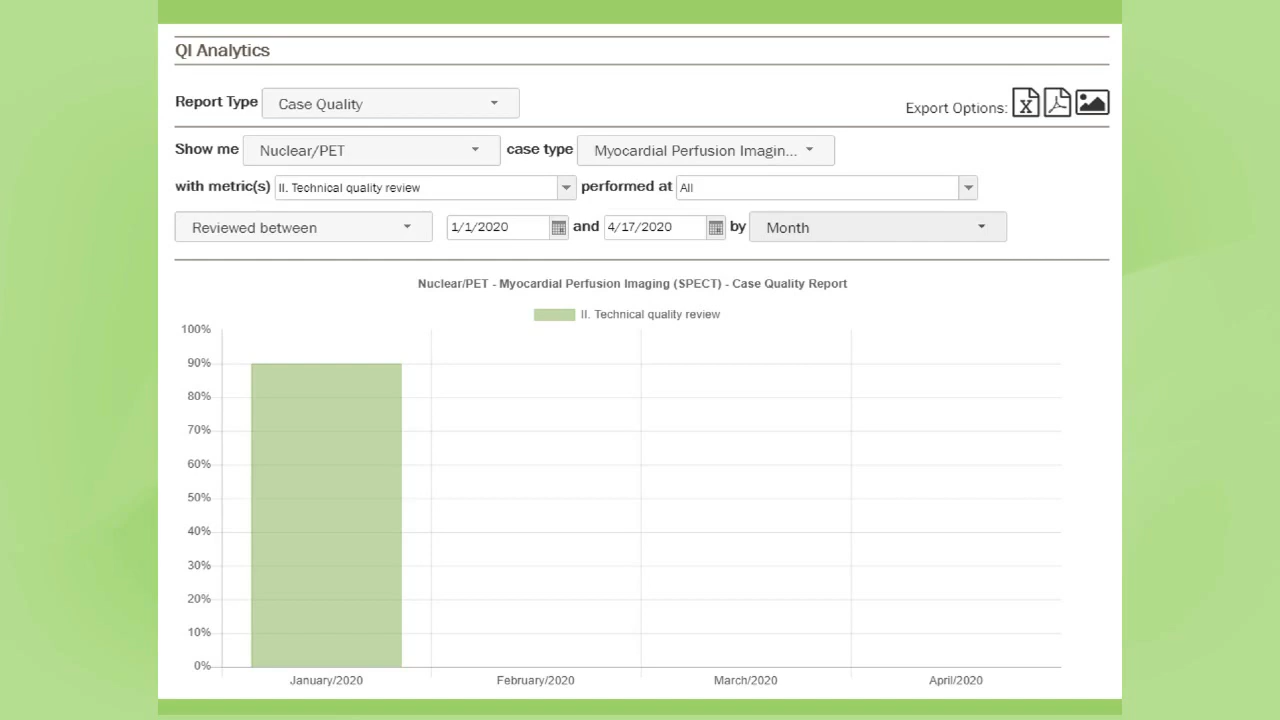 QI Analytics
Report Type Case Quality Export Options:
Show me Nuclear/PET case type Myocardial Perfusion Imagin...
with metric(s) II. Technical quality review performed at All
Reviewed between 1/1/2020 and 4/17/2020 by Month
Nuclear/PET - Myocardial Perfusion Imaging (SPECT) - Case Quality Report
II. Technical quality review
100%
90%
80%
70%
60%
50%
40%
30%
20%
10%
0%
January/2020 February/2020 March/2020 April/2020